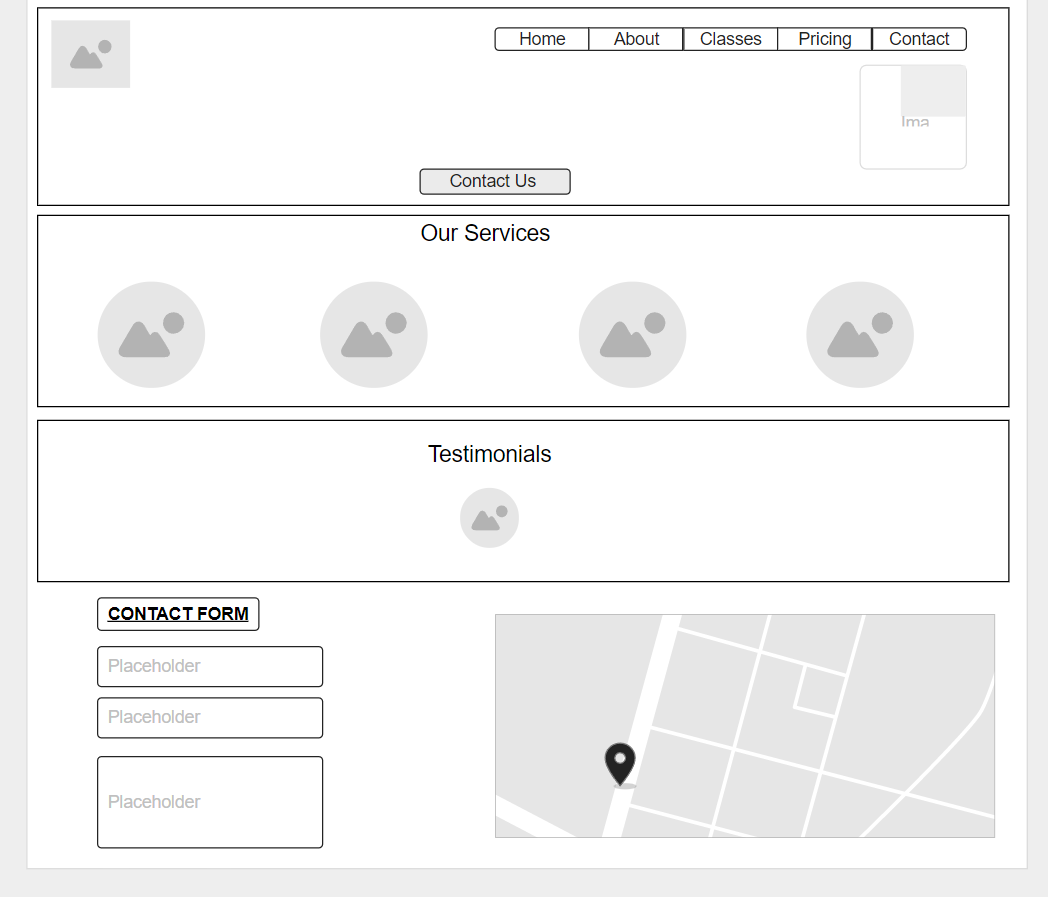 Home About Classes Pricing Contact
Ima
Contact Us
Our Services
Testimonials
CONTACT FORM
Placeholder
Placeholder
Placeholder